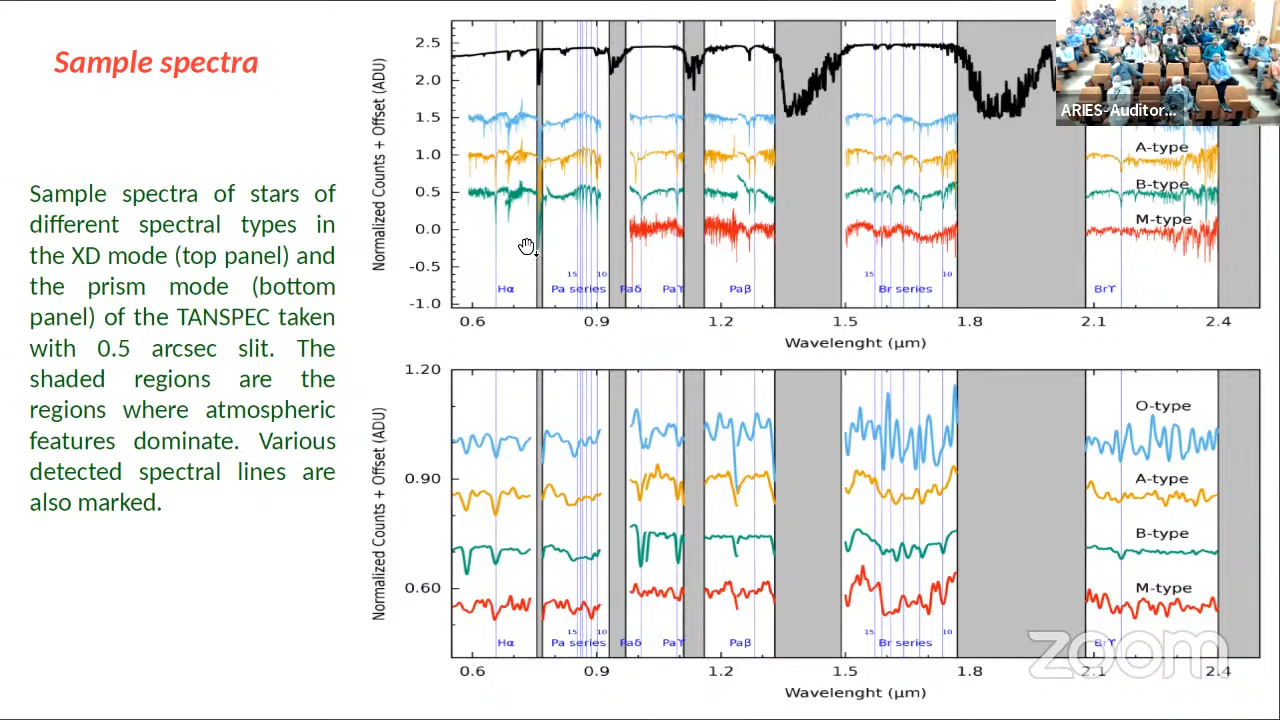 Sample spectra
Sample spectra of stars of
different spectral types in
the XD mode (top panel) and
the prism mode (bottom
panel) of the TANSPEC taken
with 0.5 arcsec slit. The
shaded regions are the
regions where atmospheric
features dominate. Various
detected spectral lines are
also marked.
Normalized Counts + Offset (ADU)
2.5
2.0
1.5
1.0
0.5
0.0
-0.5
-1.0
ARIES-Auditor...
A-type
B-type
M-type
15 10 15 10
Hα Pa series Paδ Paϒ Paβ Br series Brϒ
0.6 0.9 1.2 1.5 1.8 2.1 2.4
Wavelenght (μm)
Normalized Counts + Offset (ADU)
1.20
0.90
0.60
O-type
A-type
B-type
M-type
15 10 15 10
Hα Pa series Paδ Paϒ Paβ Br series Brϒ
zoom
0.6 0.9 1.2 1.5 1.8 2.1 2.4
Wavelenght (μm)